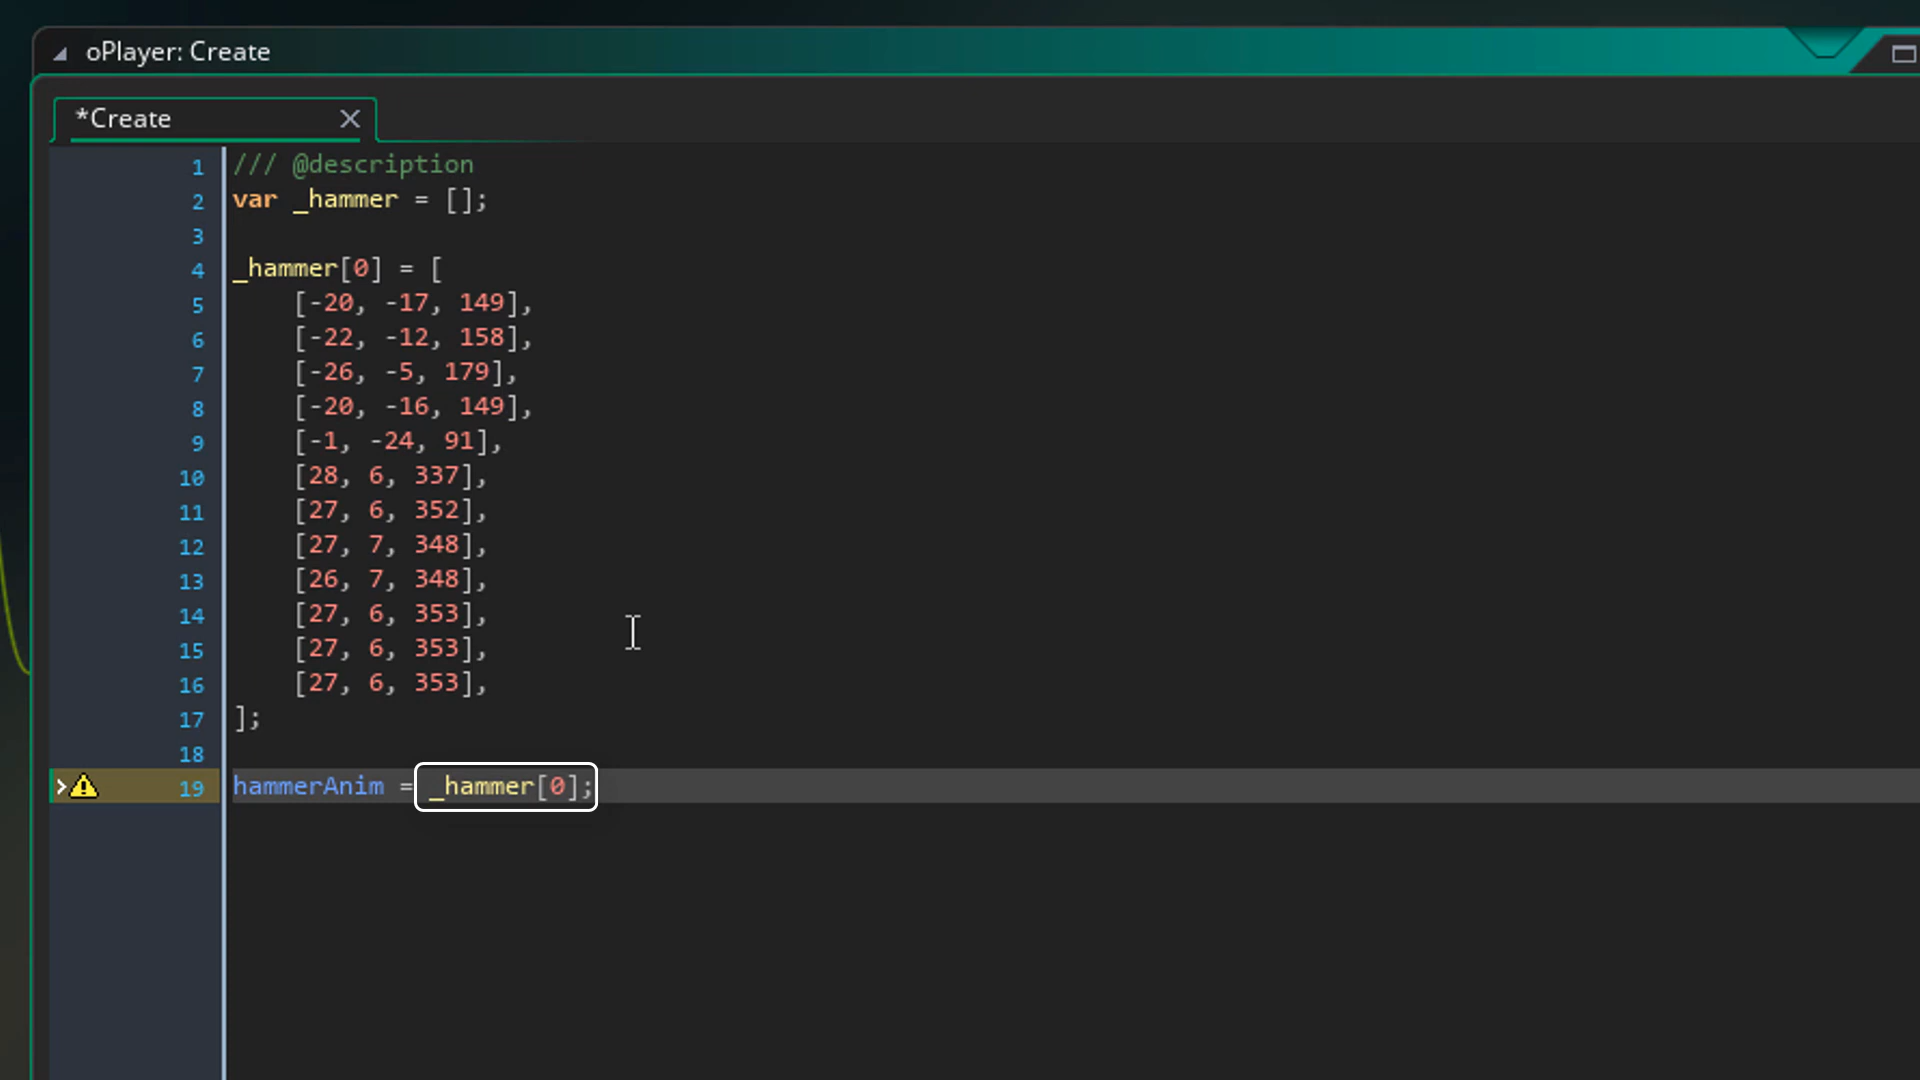 oPlayer: Create
*Create
1 /// @description
2 var _hammer = [];
3
4 _hammer[0] = [
5     [-20, -17, 149],
6     [-22, -12, 158],
7     [-26, -5, 179],
8     [-20, -16, 149],
9     [-1, -24, 91],
10     [28, 6, 337],
11     [27, 6, 352],
12     [27, 7, 348],
13     [26, 7, 348],
14     [27, 6, 353],
15     [27, 6, 353],
16     [27, 6, 353],
17 ];
18
19 hammerAnim = _hammer[0];